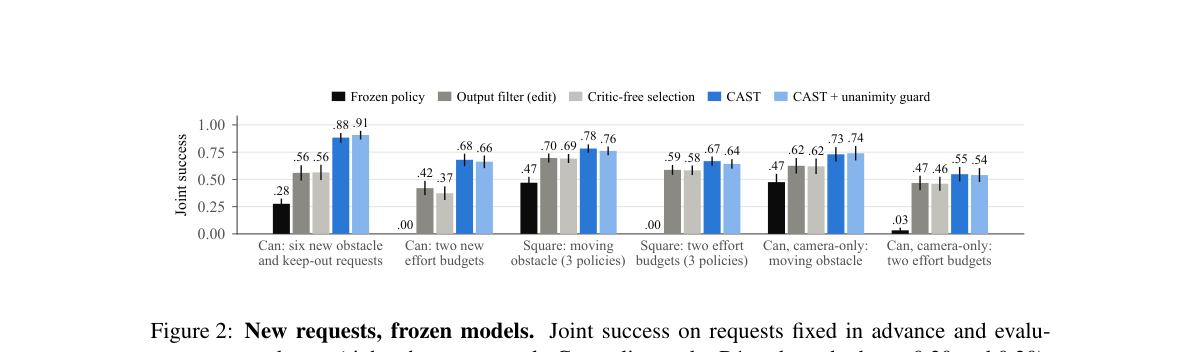 Frozen policy Output filter (edit) Critic-free selection CAST CAST + unanimity guard
Joint success
1.00
0.75
0.50
0.25
0.00
.28 .56 .56 .88 .91
.00 .42 .37 .68 .66
.47 .70 .69 .78 .76
.00 .59 .58 .67 .64
.47 .62 .62 .73 .74
.03 .47 .46 .55 .54
Can: six new obstacle
and keep-out requests
Can: two new
effort budgets
Square: moving
obstacle (3 policies)
Square: two effort
budgets (3 policies)
Can, camera-only:
moving obstacle
Can, camera-only:
two effort budgets
Figure 2: New requests, frozen models. Joint success on requests fixed in advance and evalu-